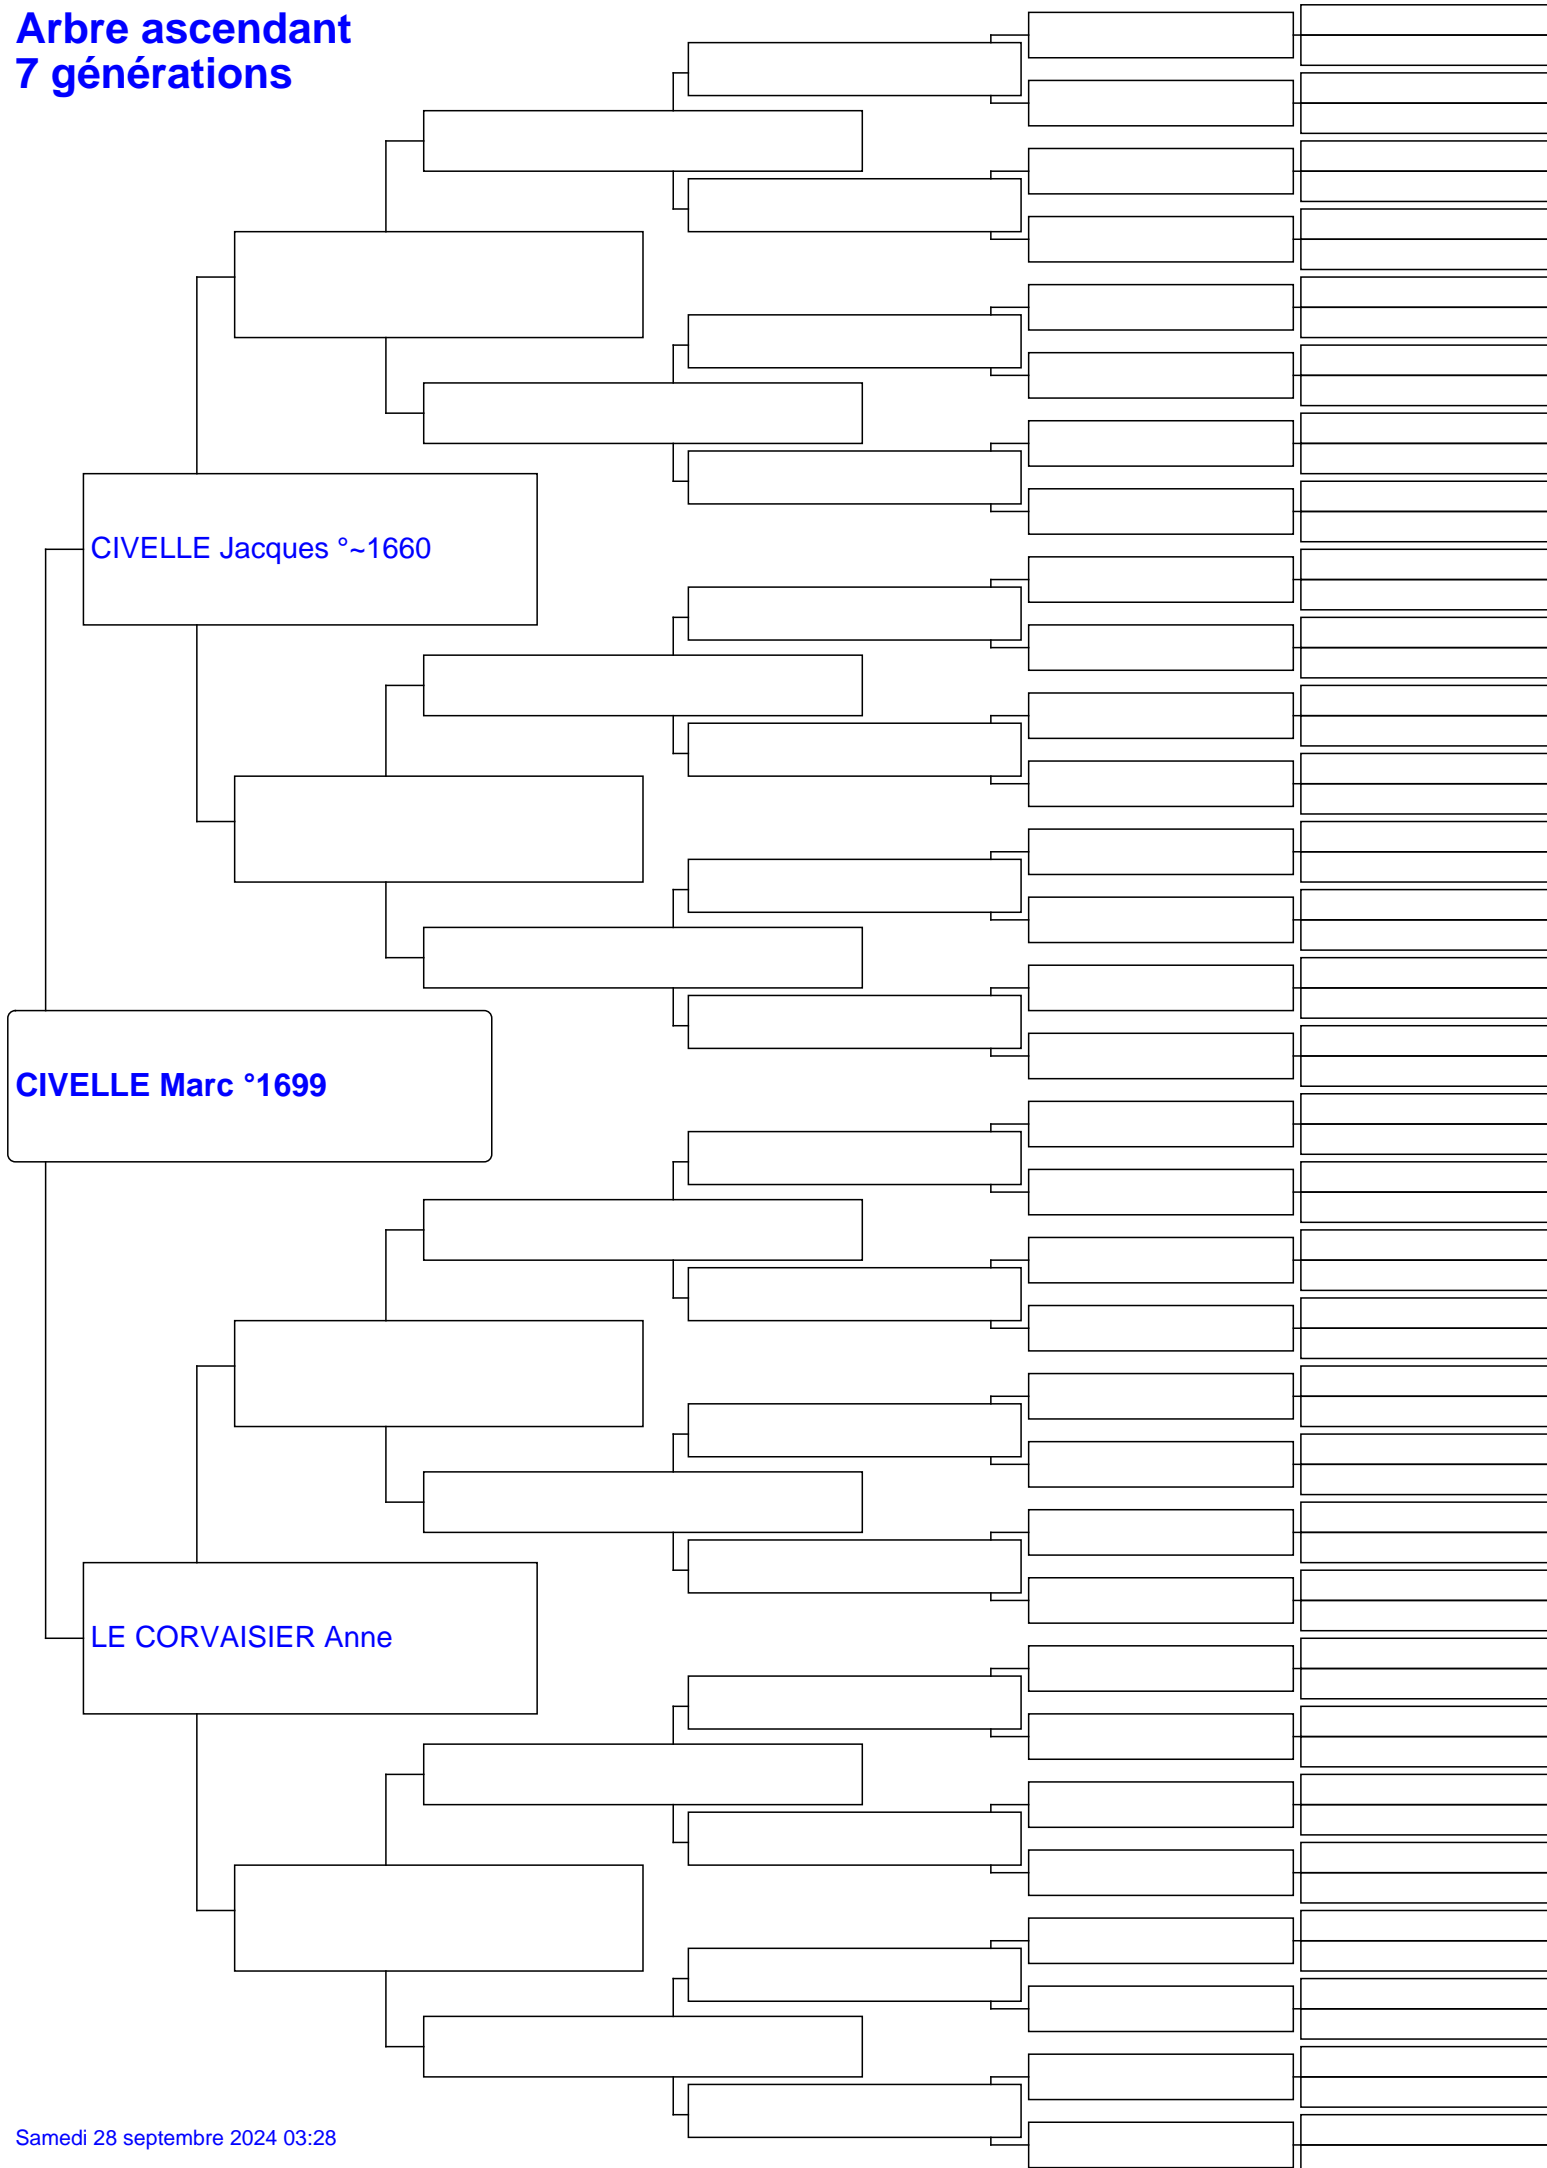 Arbre ascendant
7 générations
CIVELLE Jacques °~1660
CIVELLE Marc °1699
LE CORVAISIER Anne
Samedi 28 septembre 2024 03:28